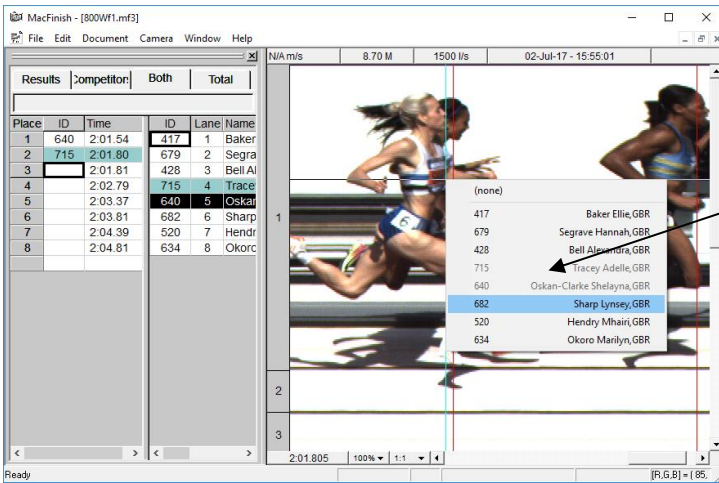 MacFinish - [800Wf1.mf3]
File Edit Document Camera Window Help
N/A m/s 8.70 M 1500 l/s 02-Jul-17 - 15:55:01
Results Competitor: Both Total
Place ID Time ID Lane Name
1 640 2:01.54 417 1 Baker
2 715 2:01.80 679 2 Segra
3 2:01.81 428 3 Bell Al
4 2:02.79 715 4 Trace
5 2:03.37 640 5 Oskar
6 2:03.81 682 6 Sharp
7 2:04.39 520 7 Hendr
8 2:04.81 634 8 Okoro
1
6
(none)
417 Baker Ellie,GBR
679 Segrave Hannah,GBR
428 Bell Alexandra,GBR
715 Tracey Adelle,GBR
640 Oskan-Clarke Shelayna,GBR
682 Sharp Lynsey,GBR
520 Hendry Mhairi,GBR
634 Okoro Marilyn,GBR
2
3
2:01.805 100% 1:1
Ready [R,G,B] = ( 85,